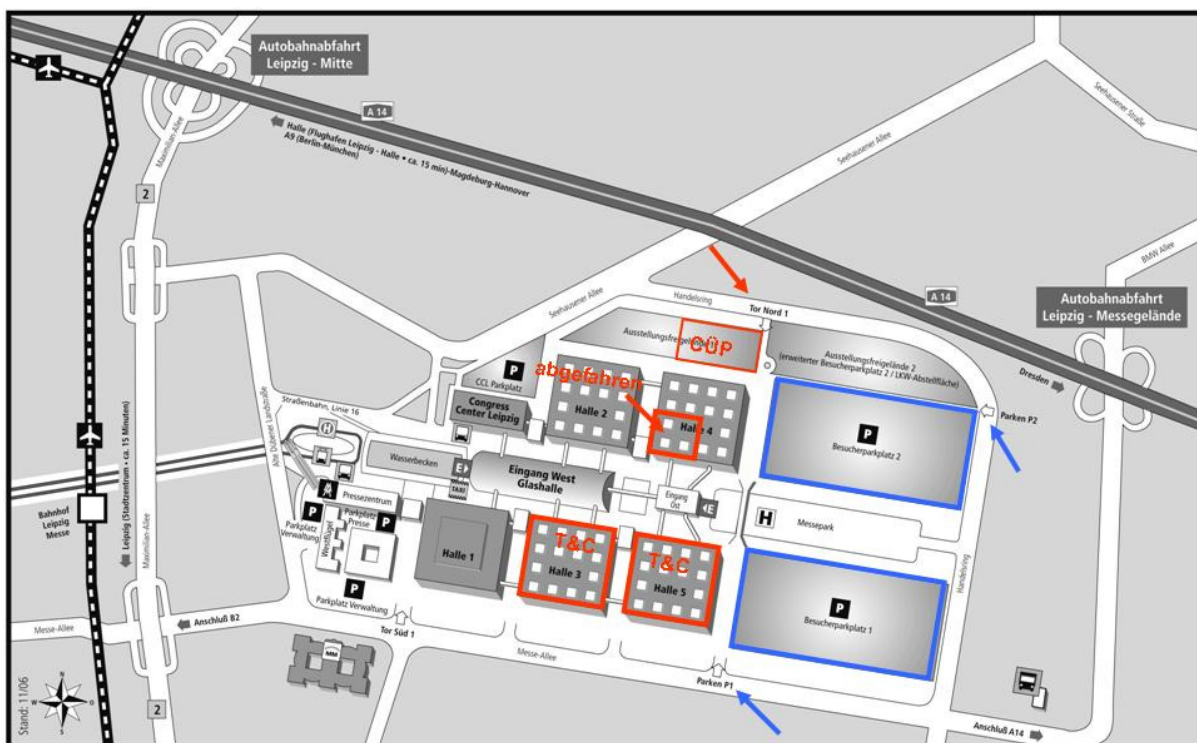 Autobahnabfahrt
Leipzig - Mitte
A 14
Halle (Flughafen Leipzig - Halle • ca. 15 min)-Magdeburg-Hannover
A9 (Berlin-München)
Maximilian-Allee
2
Seehausener Allee
Seehausener Straße
BMW Allee
A 14
Autobahnabfahrt
Leipzig - Messegelände
Dresden
Seehausener Allee
Handelsring
Tor Nord 1
Ausstellungsfreigelände 1
CÜP
Ausstellungsfreigelände 2
(erweiterter Besucherparkplatz 2 / LKW-Abstellfläche)
abgefahren
P
CCL Parkplatz
Parken P2
Straßenbahn, Linie 16
Alte Dübener Landstraße
Congress
Center Leipzig
Halle 2
Halle 4
P
Besucherparkplatz 2
H
Wasserbecken
E
TAXI
Eingang West
Glashalle
Eingang
Ost
E
H
Messepark
Pressezentrum
Parkplatz
Presse
P
P
Parkplatz
Verwaltung
Westflügel
Bahnhof
Leipzig
Messe
Leipzig (Stadtzentrum • ca. 15 Minuten)
Maximilian-Allee
Halle 1
T&C
Halle 3
T&C
Halle 5
P
Besucherparkplatz 1
Handelsring
P
Parkplatz Verwaltung
Messe-Allee
Anschluß B2
Tor Süd 1
Messe-Allee
MM
Parken P1
Anschluß A14
Stand: 11/06
N
W
O
S
2